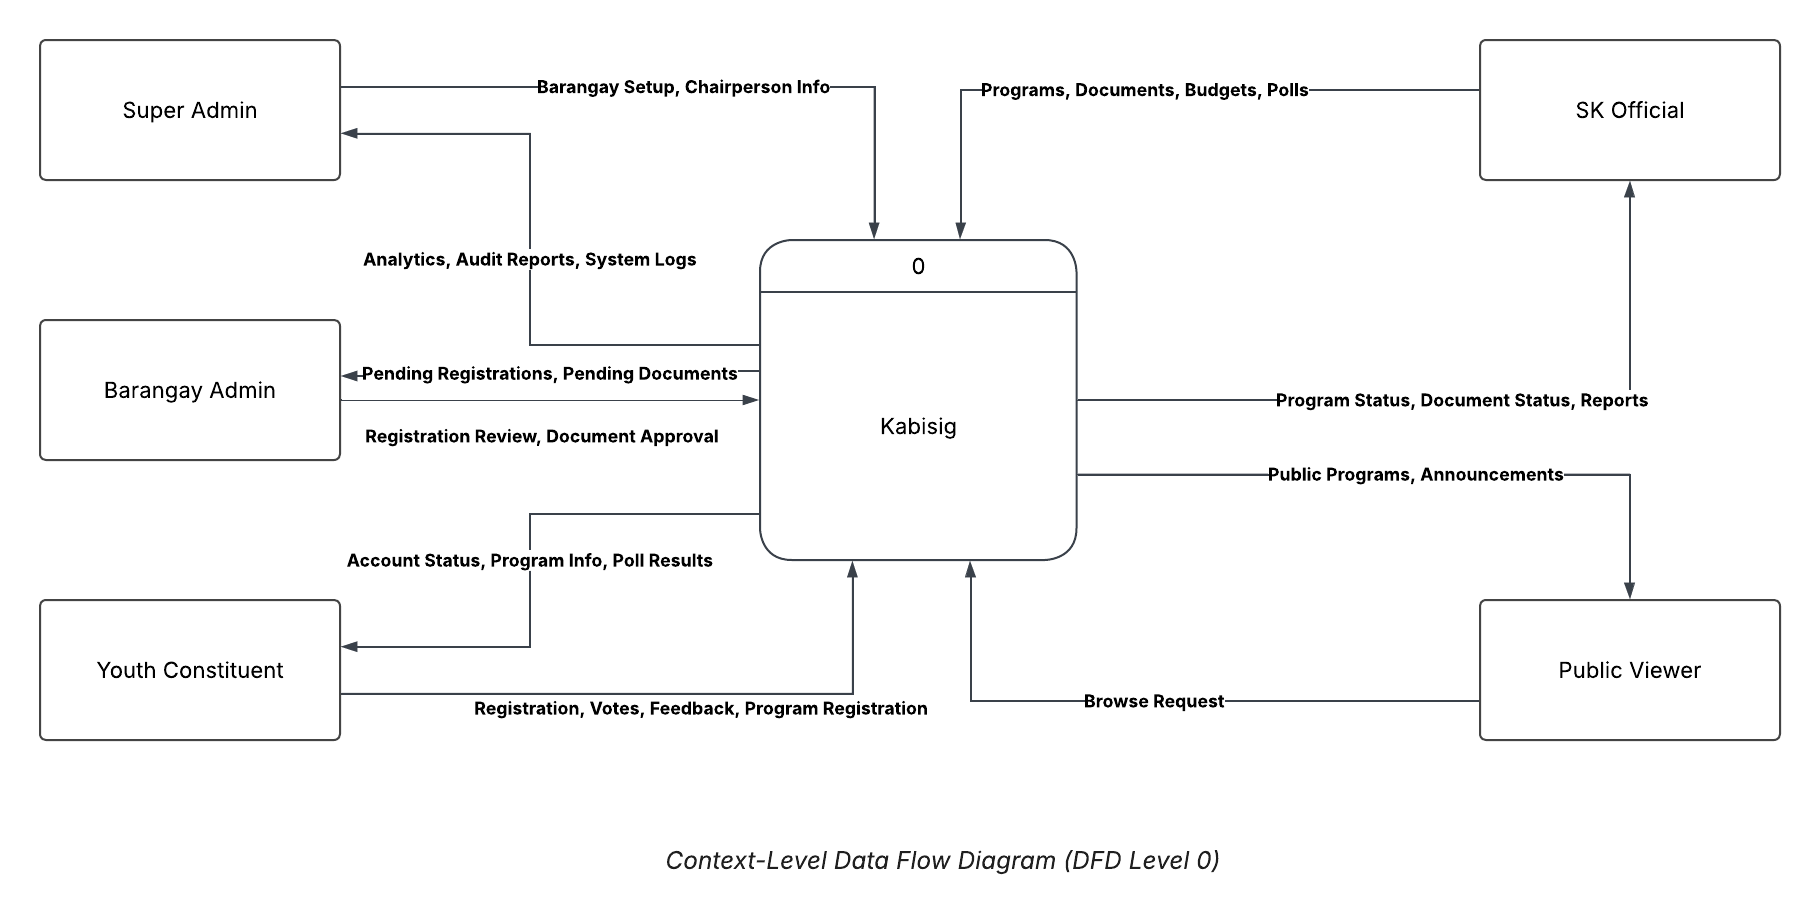 Super Admin
Barangay Setup, Chairperson Info
Programs, Documents, Budgets, Polls
SK Official
Analytics, Audit Reports, System Logs
0
Barangay Admin
Pending Registrations, Pending Documents
Registration Review, Document Approval
Kabisig
Program Status, Document Status, Reports
Public Programs, Announcements
Account Status, Program Info, Poll Results
Youth Constituent
Registration, Votes, Feedback, Program Registration
Browse Request
Public Viewer
Context-Level Data Flow Diagram (DFD Level 0)